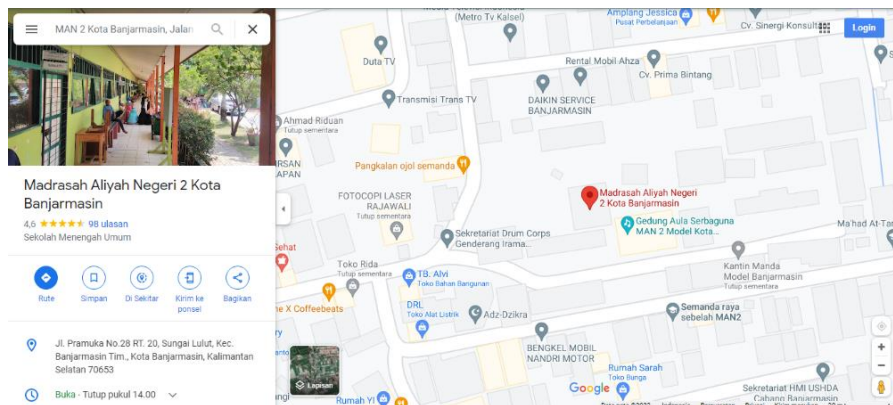 MAN 2 Kota Banjarmasin, Jalan
Madrasah Aliyah Negeri 2 Kota
Banjarmasin
4,6
98 ulasan
Sekolah Menengah Umum
Rute
Simpan
Di Sekitar
Kirim ke
ponsel
Bagikan
Jl. Pramuka No.28 RT. 20, Sungai Lulut, Kec.
Banjarmasin Tim., Kota Banjarmasin, Kalimantan
Selatan 70653
Buka · Tutup pukul 14.00
(Metro Tv Kalsel)
Amplang Jessica
Pusat Perbelanjaan
Cv. Sinergi Konsult
Login
Duta TV
Rental Mobil Ahza
Cv. Prima Bintang
Transmisi Trans TV
DAIKIN SERVICE
BANJARMASIN
Ahmad Riduan
Tutup sementara
Pangkalan ojol semanda
FOTOCOPI LASER
RAJAWALI
Tutup sementara
Madrasah Aliyah Negeri
2 Kota Banjarmasin
Gedung Aula Serbaguna
MAN 2 Model Kota...
Sekretariat Drum Corps
Genderang Irama...
Ma'had At-Ta
Toko Rida
Tutup sementara
TB. Alvi
Toko Bahan Bangunan
Kantin Manda
Model Banjarmasin
Tutup sementara
e X Coffeebeats
DRL
Toko Alat Listrik
Adz-Dzikra
Semanda raya
sebelah MAN2
BENGKEL MOBIL
NANDRI MOTOR
Lapisan
Rumah Sarah
Toko Bunga
Google
Rumah YI
Sekretariat HMI USHDA
Cabang Banjarmasin